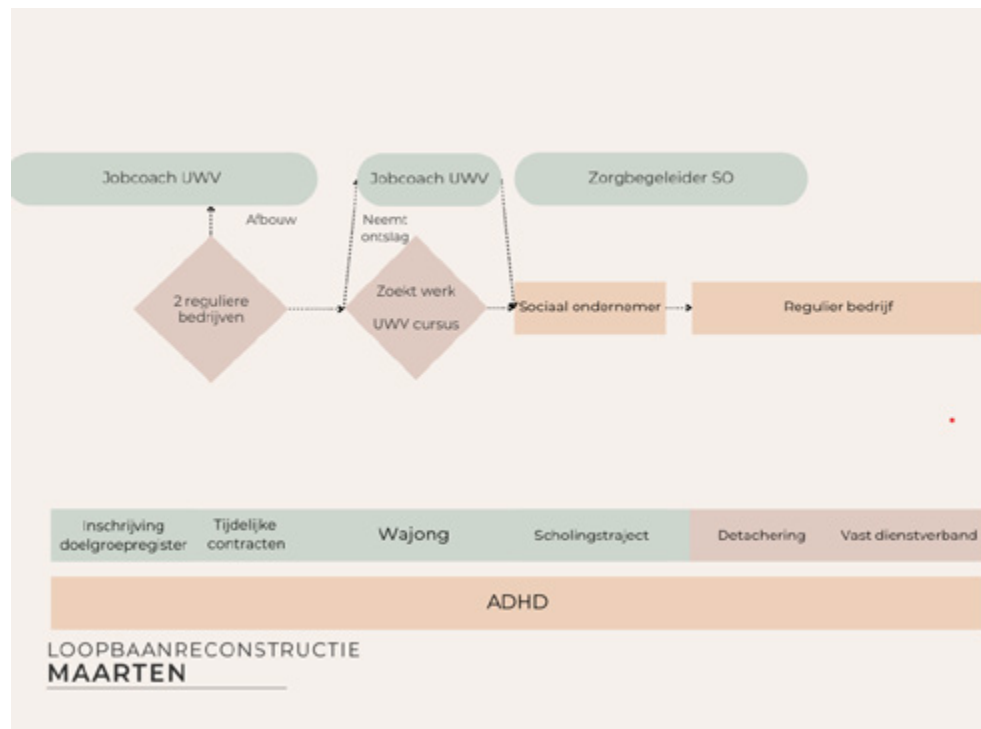 Jobcoach UWV
Jobcoach UWV
Zorgbegeleider SO
Afbouw
Neemt
ontslag
2 reguliere
bedrijven
Zoekt werk
UWV cursus
Sociaal ondernomer
Regulier bedrijf
Inschrijving
doelgroepregister
Tijdelijke
contracten
Wajong
Scholingstraject
Detachering
Vast dienstverband
ADHD
LOOPBAANRECONSTRUCTIE
MAARTEN